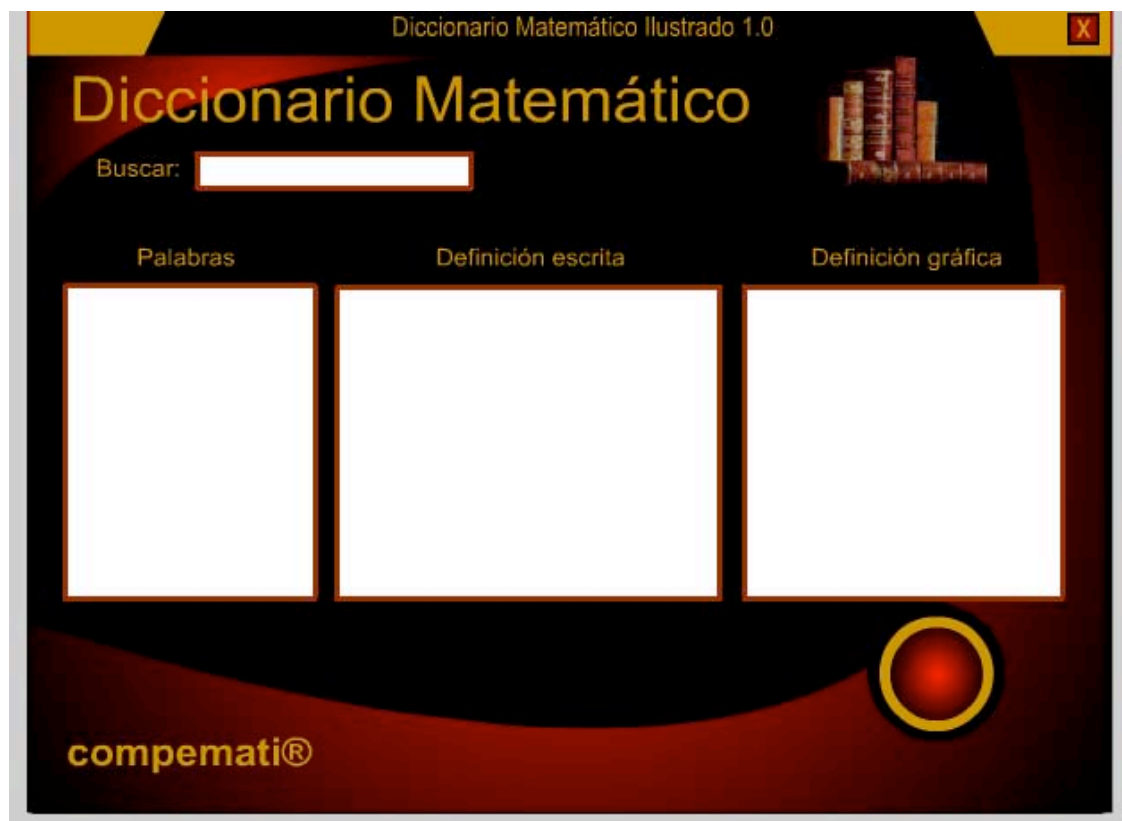 Diccionario Matemático Ilustrado 1.0
X
Diccionario Matemático
Buscar:
Palabras
Definición escrita
Definición gráfica
compemati®